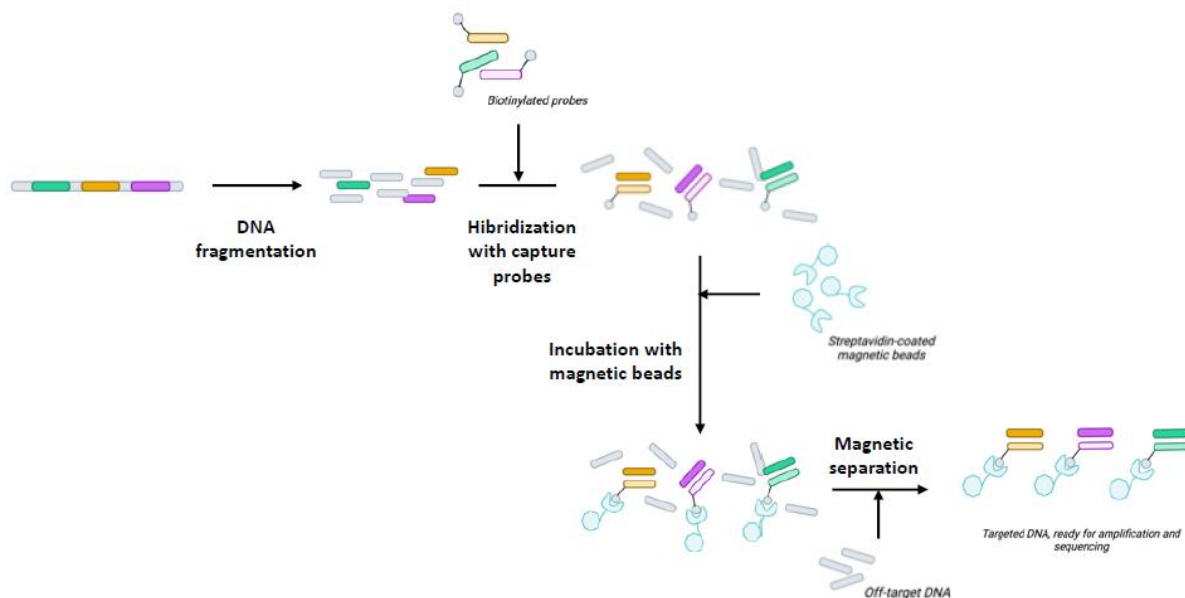 Biotinylated probes
DNA
fragmentation
Hibridization
with capture
probes
Streptavidin-coated
magnetic beads
Incubation with
magnetic beads
Magnetic
separation
Targeted DNA, ready for amplification and
sequencing
Off-target DNA